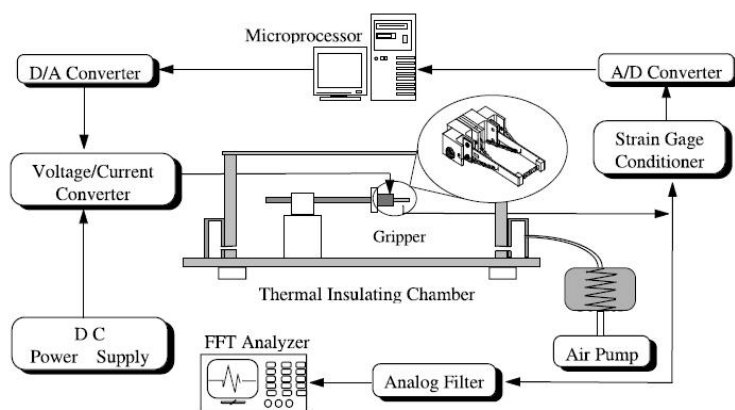 Microprocessor
D/A Converter
A/D Converter
Voltage/Current
Converter
Strain Gage
Conditioner
Gripper
Thermal Insulating Chamber
D C
Power Supply
FFT Analyzer
Analog Filter
Air Pump